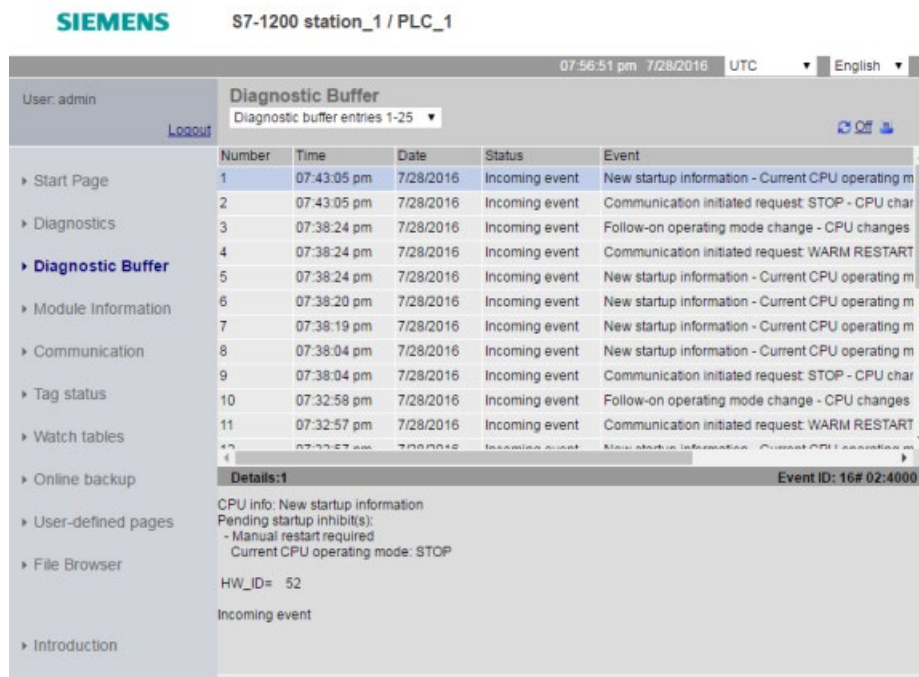 SIEMENS S7-1200 station_1 / PLC_1
07:56:51 pm 7/28/2016 UTC English
User: admin
Logout
Diagnostic Buffer
Diagnostic buffer entries 1-25
Off
Start Page
Diagnostics
Diagnostic Buffer
Module Information
Communication
Tag status
Watch tables
Online backup
User-defined pages
File Browser
Introduction
Number Time Date Status Event
1 07:43:05 pm 7/28/2016 Incoming event New startup information - Current CPU operating m
2 07:43:05 pm 7/28/2016 Incoming event Communication initiated request: STOP - CPU char
3 07:38:24 pm 7/28/2016 Incoming event Follow-on operating mode change - CPU changes
4 07:38:24 pm 7/28/2016 Incoming event Communication initiated request: WARM RESTART
5 07:38:24 pm 7/28/2016 Incoming event New startup information - Current CPU operating m
6 07:38:20 pm 7/28/2016 Incoming event New startup information - Current CPU operating m
7 07:38:19 pm 7/28/2016 Incoming event New startup information - Current CPU operating m
8 07:38:04 pm 7/28/2016 Incoming event New startup information - Current CPU operating m
9 07:38:04 pm 7/28/2016 Incoming event Communication initiated request: STOP - CPU char
10 07:32:58 pm 7/28/2016 Incoming event Follow-on operating mode change - CPU changes
11 07:32:57 pm 7/28/2016 Incoming event Communication initiated request: WARM RESTART
Details:1 Event ID: 16# 02:4000
CPU info: New startup information
Pending startup inhibit(s):
- Manual restart required
Current CPU operating mode: STOP
HW_ID= 52
Incoming event